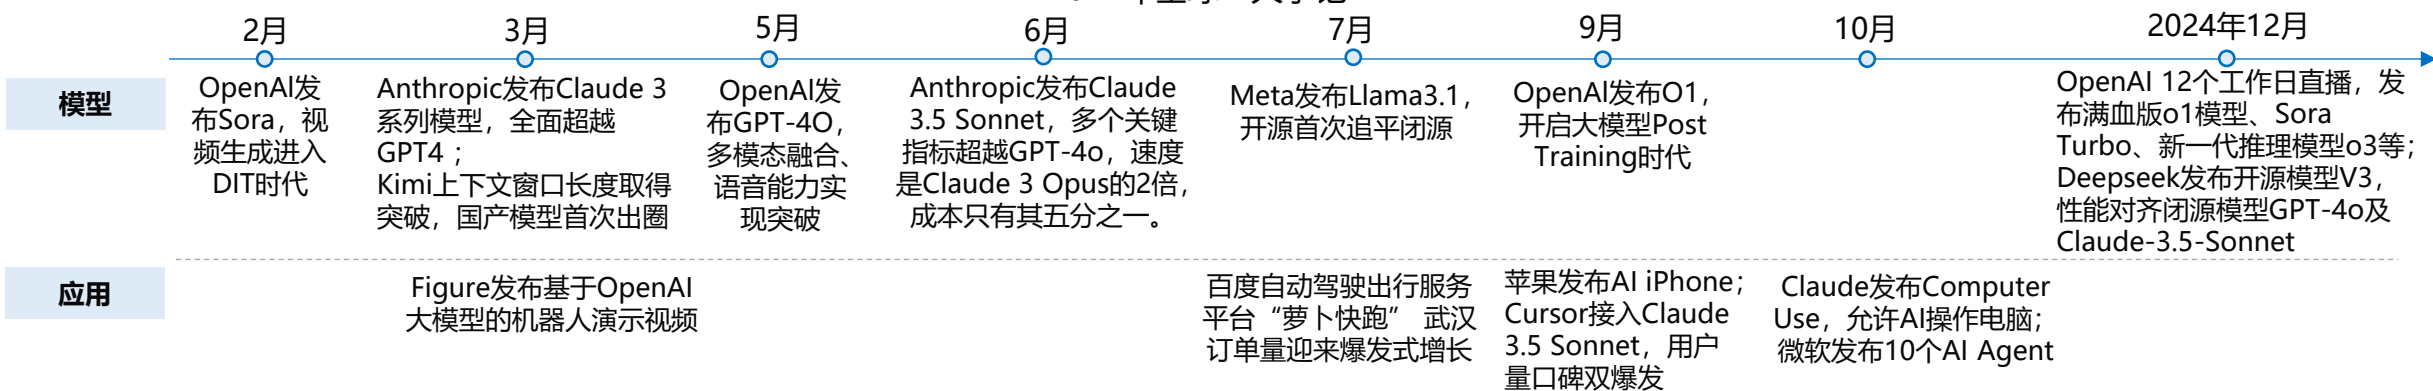 2月
3月
5月
6月
7月
9月
10月
2024年12月
模型
OpenAI发
布Sora，视
频生成进入
DIT时代
Anthropic发布Claude 3
系列模型，全面超越
GPT4；
Kimi上下文窗口长度取得
突破，国产模型首次出圈
OpenAI发
布GPT-4O，
多模态融合、
语音能力实
现突破
Anthropic发布Claude
3.5 Sonnet，多个关键
指标超越GPT-4o，速度
是Claude 3 Opus的2倍，
成本只有其五分之一。
Meta发布Llama3.1，
开源首次追平闭源
OpenAI发布O1，
开启大模型Post
Training时代
OpenAI 12个工作日直播，发
布满血版o1模型、Sora
Turbo、新一代推理模型o3等；
Deepseek发布开源模型V3，
性能对齐闭源模型GPT-4o及
Claude-3.5-Sonnet
应用
Figure发布基于OpenAI
大模型的机器人演示视频
百度自动驾驶出行服务
平台“萝卜快跑” 武汉
订单量迎来爆发式增长
苹果发布AI iPhone；
Cursor接入Claude
3.5 Sonnet，用户
量口碑双爆发
Claude发布Computer
Use，允许AI操作电脑；
微软发布10个AI Agent